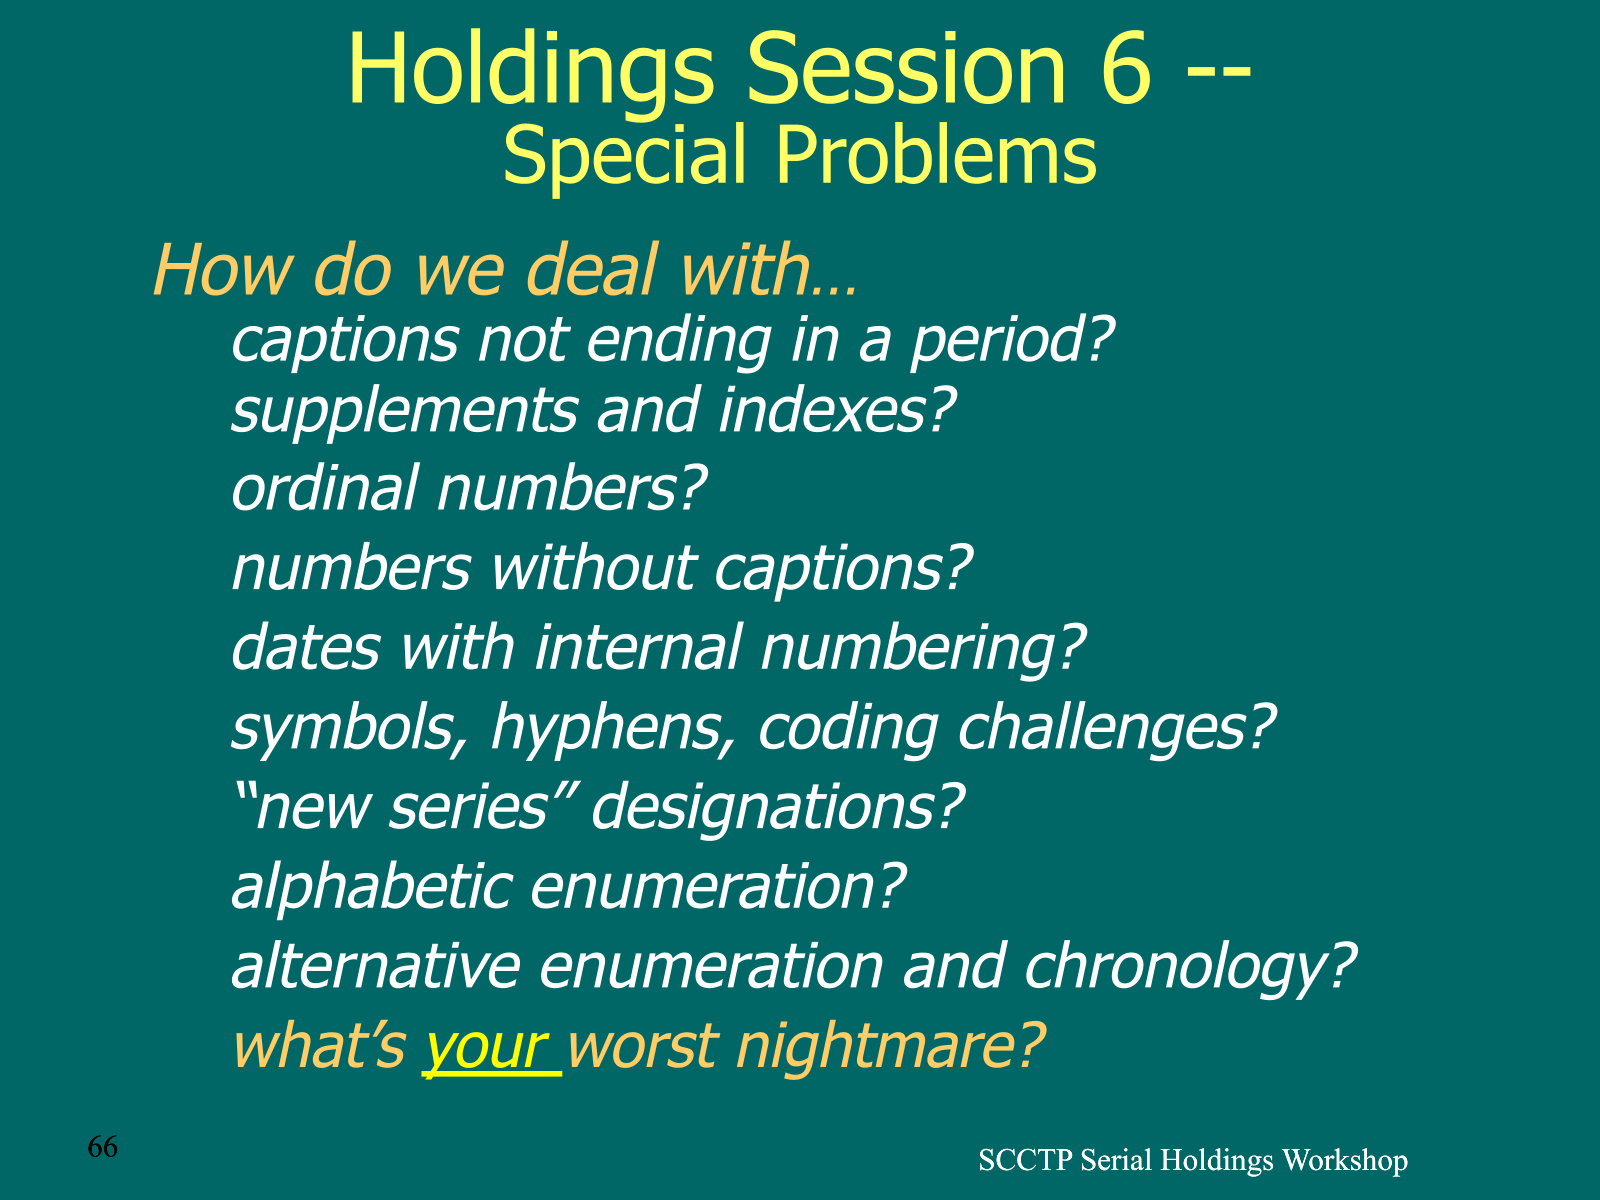 Holdings Session 6 --
Special Problems
How do we deal with…
captions not ending in a period?
supplements and indexes?
ordinal numbers?
numbers without captions?
dates with internal numbering?
symbols, hyphens, coding challenges?
“new series” designations?
alphabetic enumeration?
alternative enumeration and chronology?
what’s your worst nightmare?
66
SCCTP Serial Holdings Workshop